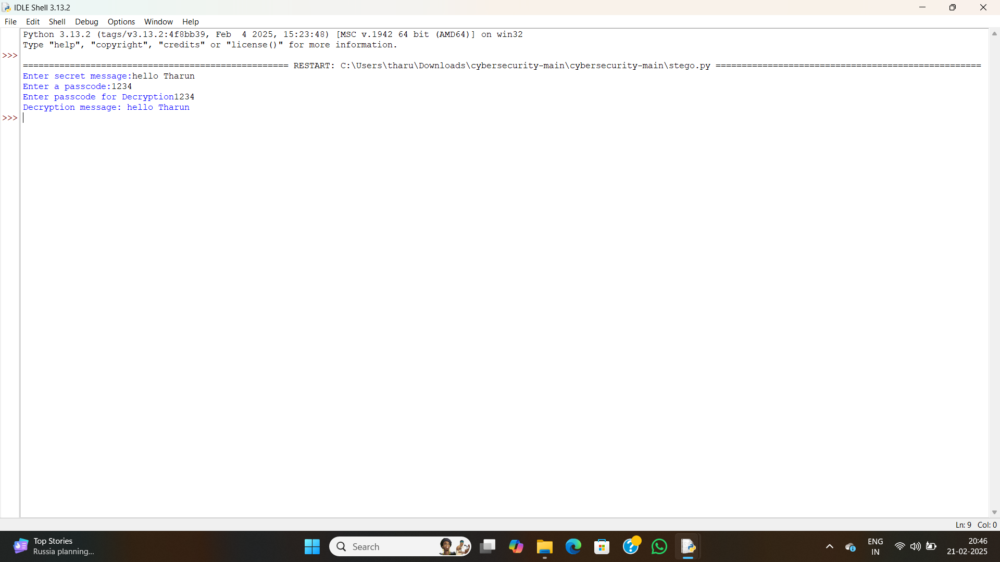 IDLE Shell 3.13.2
File Edit Shell Debug Options Window Help
Python 3.13.2 (tags/v3.13.2:4f8bb39, Feb  4 2025, 15:23:48) [MSC v.1942 64 bit (AMD64)] on win32
Type "help", "copyright", "credits" or "license()" for more information.
>>>
=================================================== RESTART: C:\Users\tharu\Downloads\cybersecurity-main\cybersecurity-main\stego.py ===================================================
Enter secret message:hello Tharun
Enter a passcode:1234
Enter passcode for Decryption1234
Decryption message: hello Tharun
>>>
Ln: 9 Col: 0
Top Stories
Russia planning...
Search
ENG
IN
20:46
21-02-2025